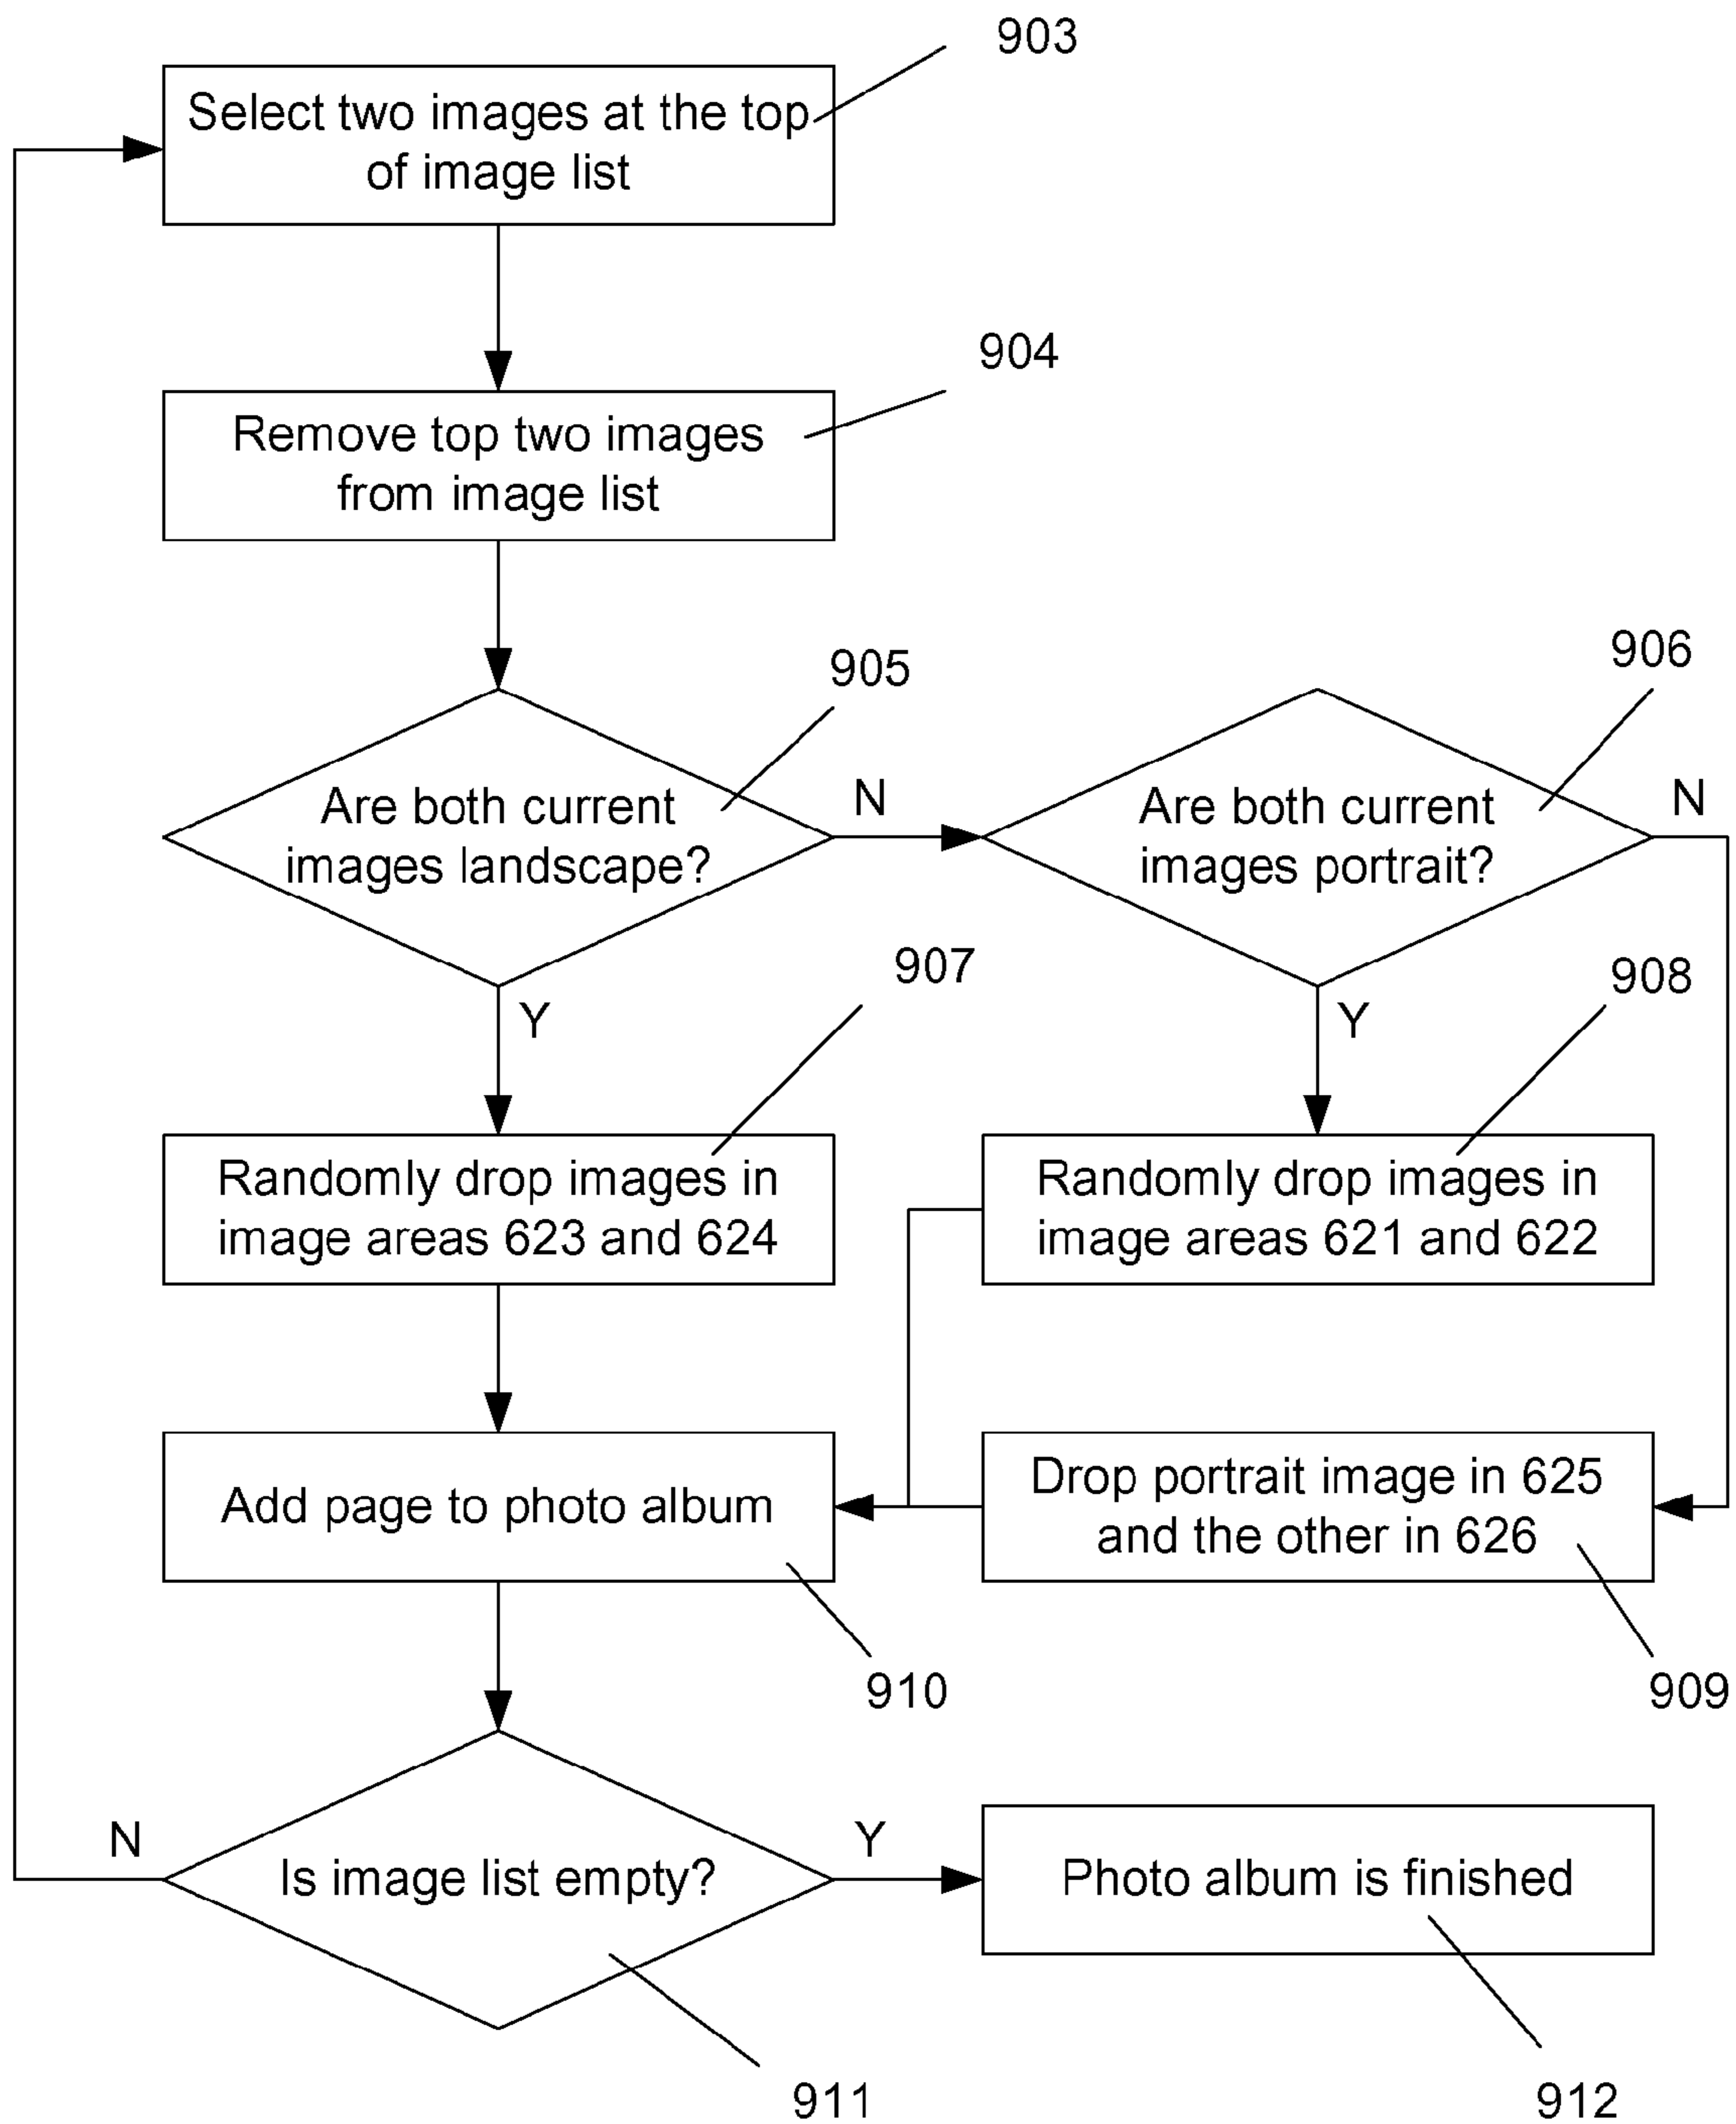 903
Select two images at the top
of image list
904
Remove top two images
from image list
905
906
Are both current
images landscape?
N
Are both current
images portrait?
N
907
908
Y
Y
Randomly drop images in
image areas 623 and 624
Randomly drop images in
image areas 621 and 622
Add page to photo album
Drop portrait image in 625
and the other in 626
910
909
N
Is image list empty?
Y
Photo album is finished
911
912